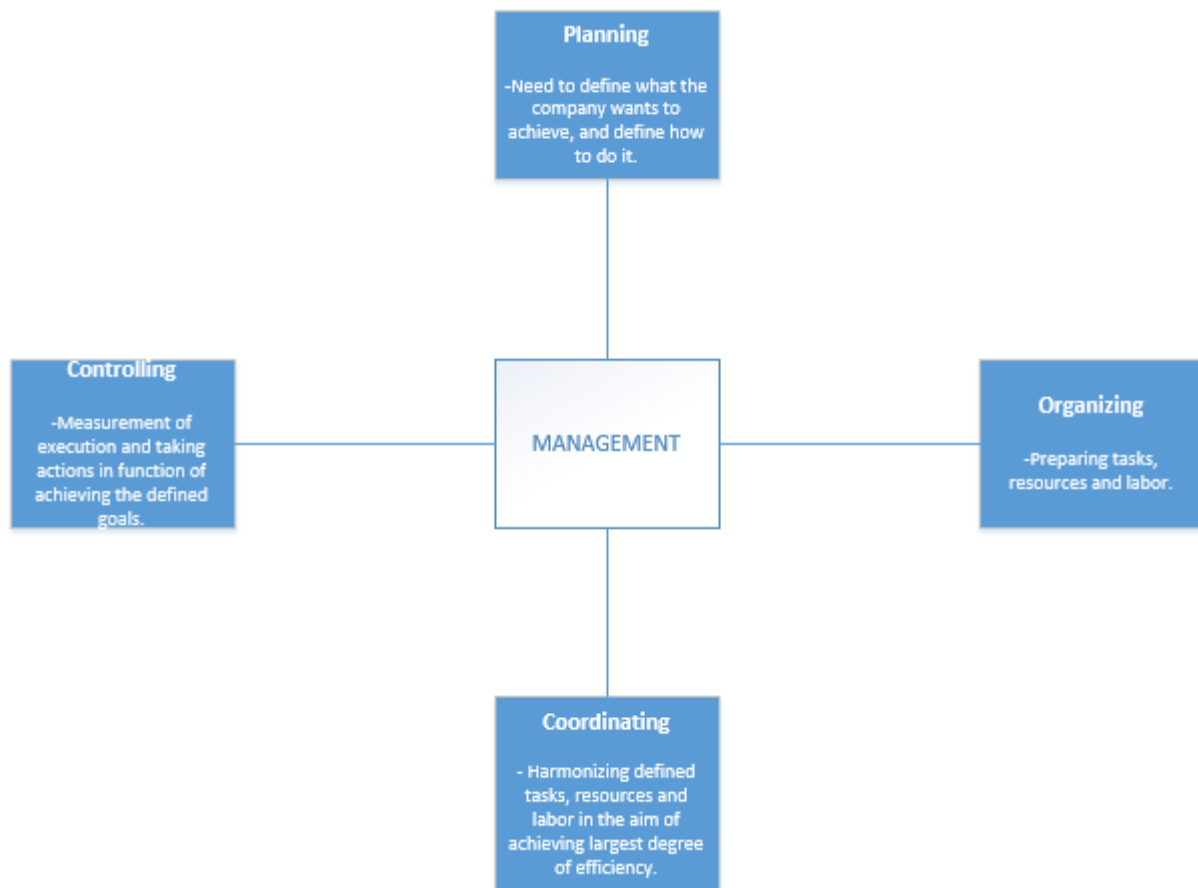 Planning
-Need to define what the
company wants to
achieve, and define how
to do it.
Controlling
-Measurement of
execution and taking
actions in function of
achieving the defined
goals.
MANAGEMENT
Organizing
-Preparing tasks,
resources and labor.
Coordinating
- Harmonizing defined
tasks, resources and
labor in the aim of
achieving largest degree
of efficiency.